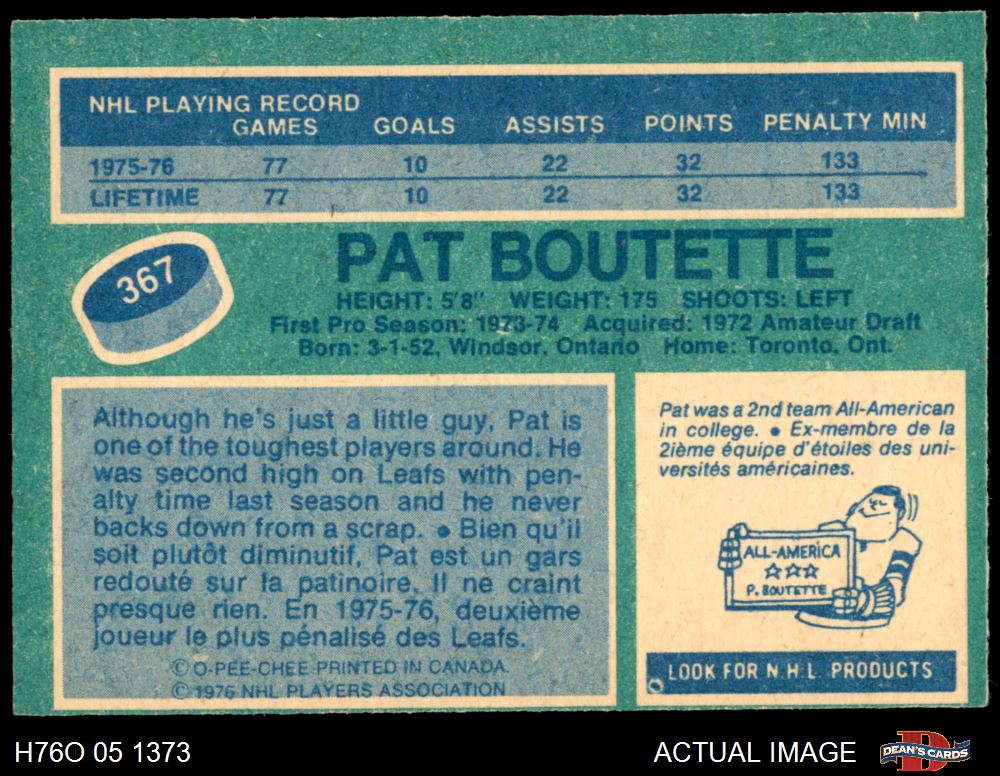 NHL PLAYING RECORD
GAMES GOALS ASSISTS POINTS PENALTY MIN
1975-76 77 10 22 32 133
LIFETIME 77 10 22 32 133
367
PAT BOUTETTE
HEIGHT: 5'8" WEIGHT: 175 SHOOTS: LEFT
First Pro Season: 1973-74 Acquired: 1972 Amateur Draft
Born: 3-1-52, Windsor, Ontario Home: Toronto, Ont.
Although he's just a little guy, Pat is
one of the toughest players around. He
was second high on Leafs with pen-
alty time last season and he never
backs down from a scrap. ● Bien qu'il
soit plutôt diminutif, Pat est un gars
redouté sur la patinoire. Il ne craint
presque rien. En 1975-76, deuxième
joueur le plus pénalisé des Leafs.
© O-PEE-CHEE PRINTED IN CANADA.
© 1976 NHL PLAYERS ASSOCIATION
Pat was a 2nd team All-American
in college. ● Ex-membre de la
2ième équipe d'étoiles des uni-
versités américaines.
ALL-AMERICA
P. BOUTETTE
LOOK FOR N.H.L PRODUCTS
H76O 05 1373
ACTUAL IMAGE
D
DEAN'S CARDS